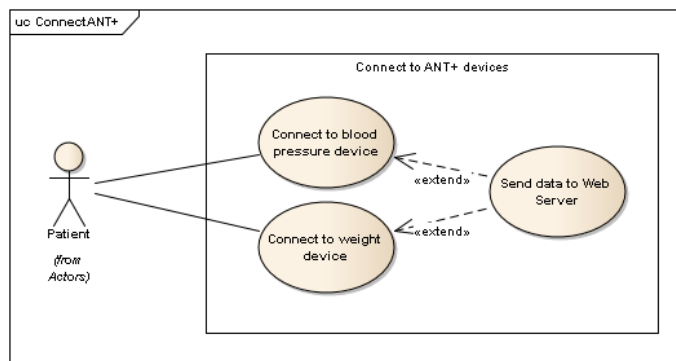 uc ConnectANT+
Connect to ANT+ devices
Connect to blood
pressure device
«extend»
Send data to Web
Server
«extend»
Connect to weight
device
Patient
(from
Actors)